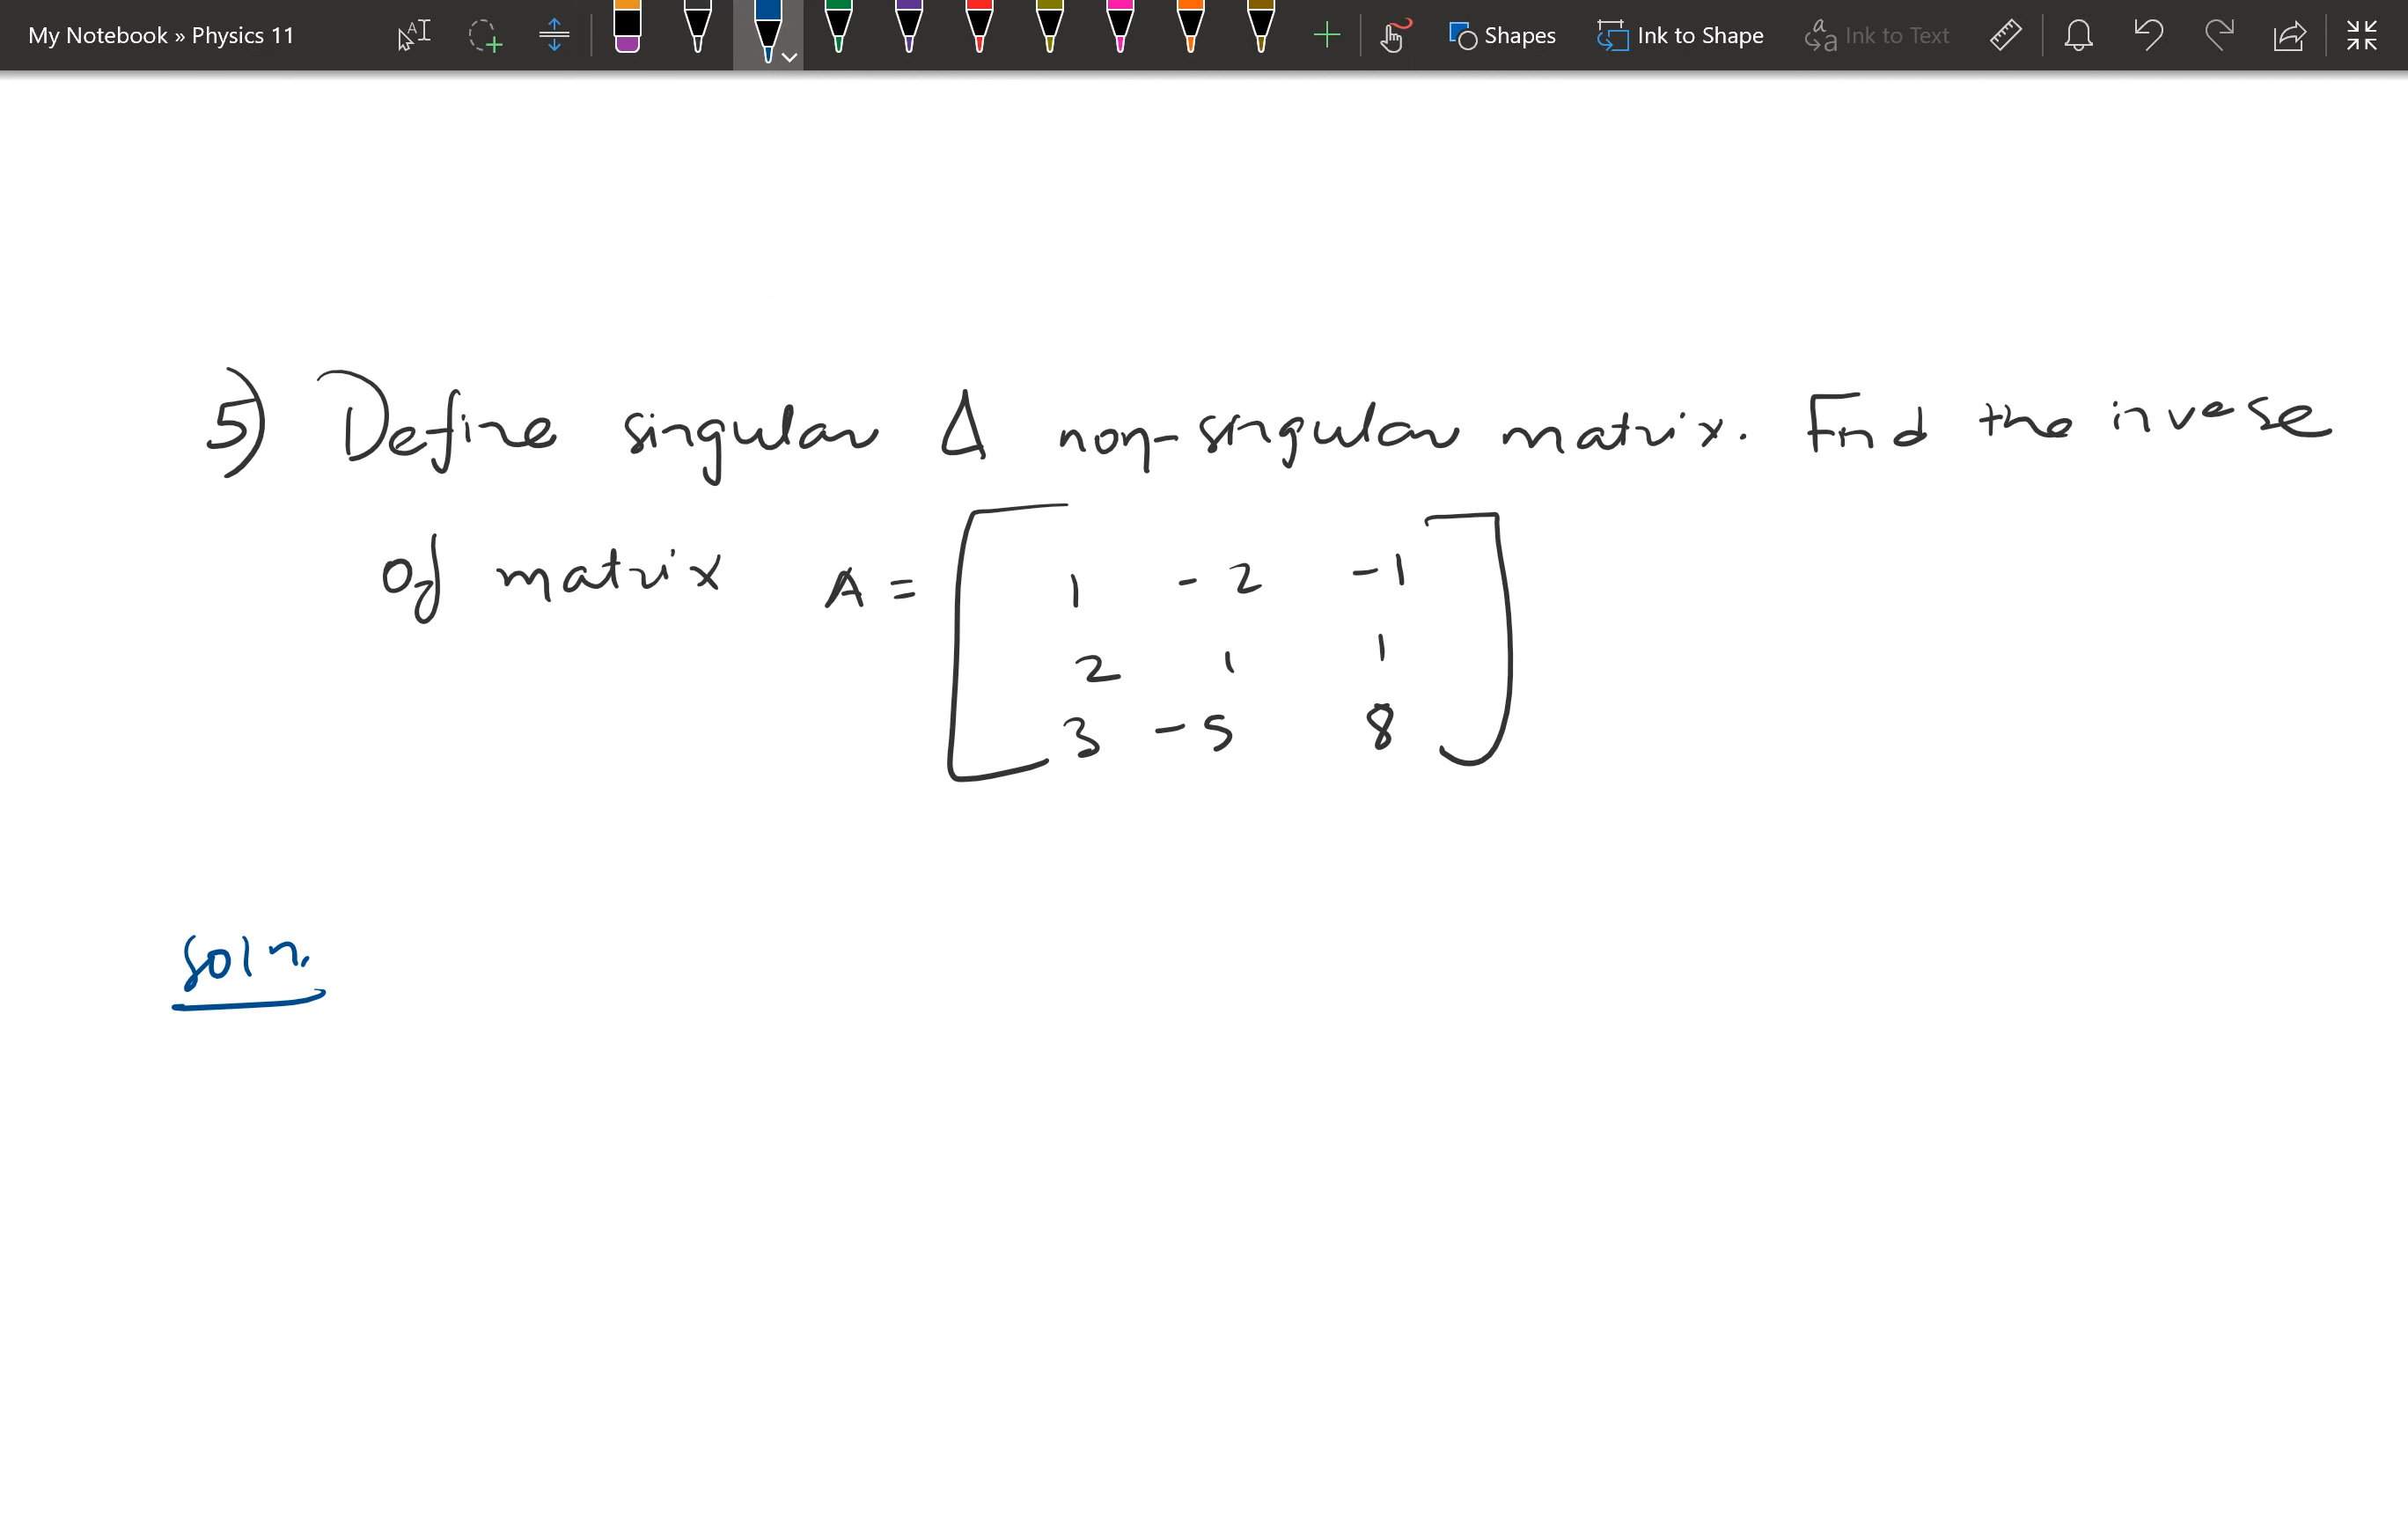 My Notebook » Physics 11 Shapes Ink to Shape Ink to Text
5) Define singular & non-singular matrix. Find the inverse
of matrix A = [ 1 -2 -1
2 1 1
3 -5 8 ]
Soln.